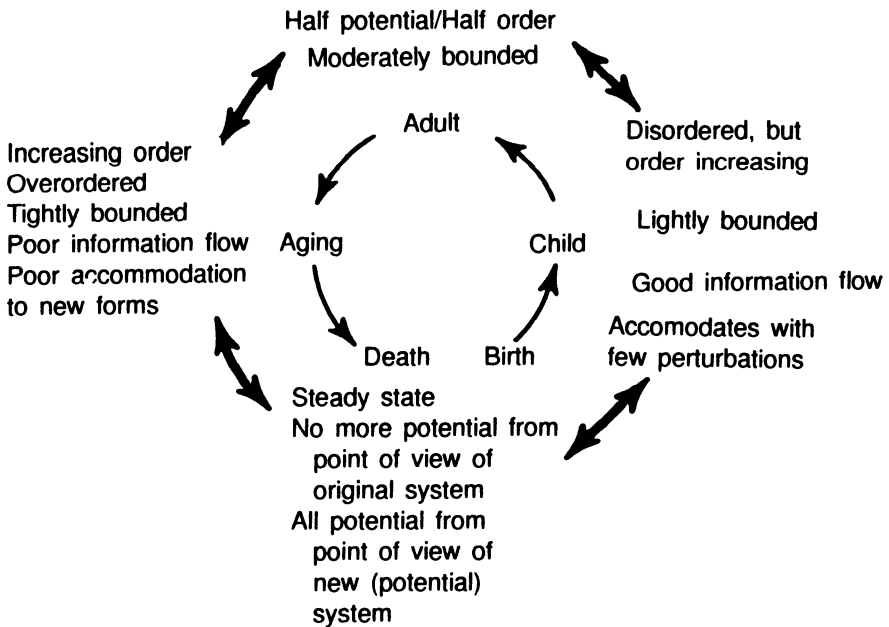 Half potential/Half order
Moderately bounded
Adult
Disordered, but
order increasing
Lightly bounded
Good information flow
Accomodates with
few perturbations
Child
Increasing order
Overordered
Tightly bounded
Poor information flow
Poor accommodation
to new forms
Aging
Death
Birth
Steady state
No more potential from
point of view of
original system
All potential from
point of view of
new (potential)
system